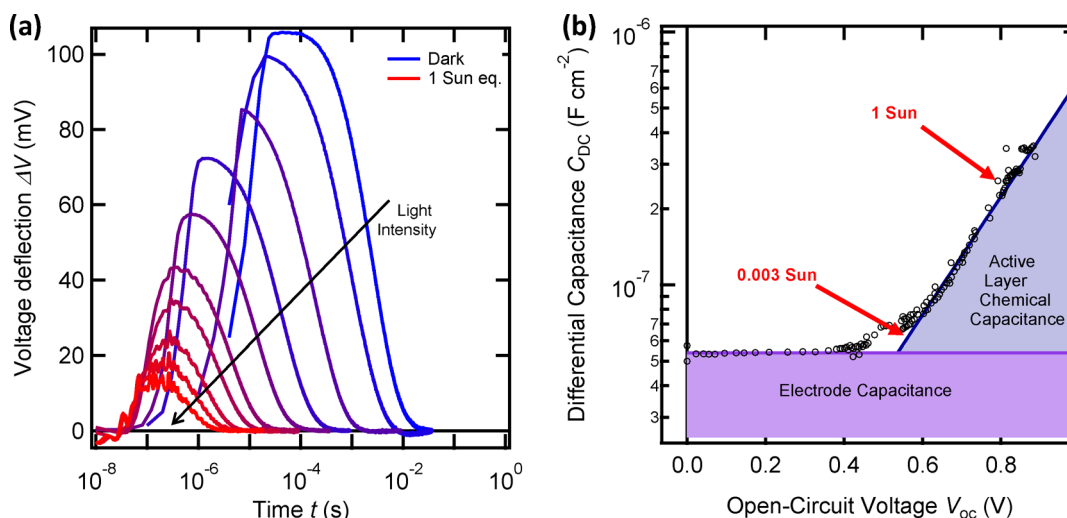 (a)
Voltage deflection ΔV (mV)
100
80
60
40
20
0
Dark
1 Sun eq.
Light
Intensity
10⁻⁸
10⁻⁶
10⁻⁴
10⁻²
10⁰
Time t (s)
(b)
Differential Capacitance C_DC (F cm⁻²)
10⁻⁶
7
6
5
4
3
2
10⁻⁷
7
6
5
4
3
1 Sun
0.003 Sun
Active
Layer
Chemical
Capacitance
Electrode Capacitance
0.0
0.2
0.4
0.6
0.8
Open-Circuit Voltage V_oc (V)